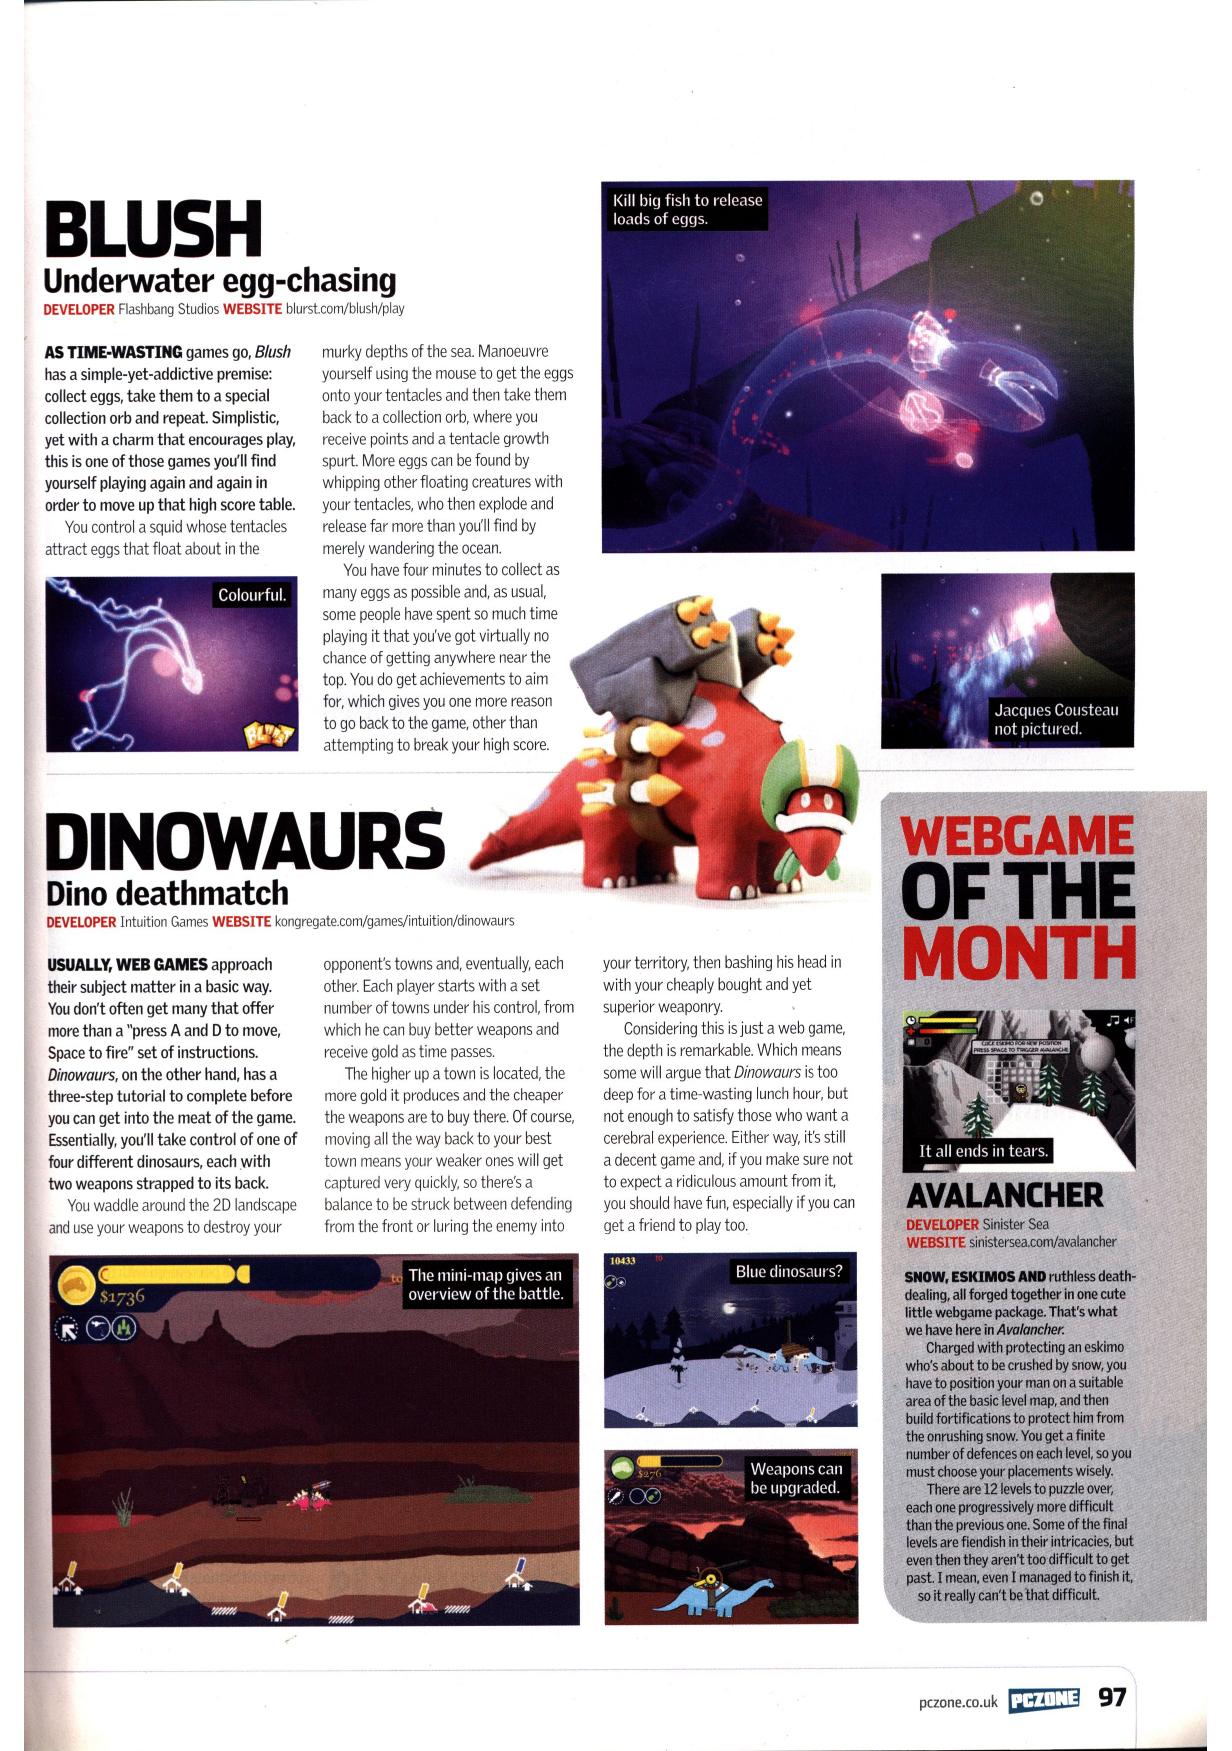 BLUSH
Underwater egg-chasing
DEVELOPER Flashbang Studios WEBSITE blurst.com/blush/play
AS TIME-WASTING games go, Blush
has a simple-yet-addictive premise:
collect eggs, take them to a special
collection orb and repeat. Simplistic,
yet with a charm that encourages play,
this is one of those games you'll find
yourself playing again and again in
order to move up that high score table.
You control a squid whose tentacles
attract eggs that float about in the
murky depths of the sea. Manoeuvre
yourself using the mouse to get the eggs
onto your tentacles and then take them
back to a collection orb, where you
receive points and a tentacle growth
spurt. More eggs can be found by
whipping other floating creatures with
your tentacles, who then explode and
release far more than you'll find by
merely wandering the ocean.
You have four minutes to collect as
many eggs as possible and, as usual,
some people have spent so much time
playing it that you've got virtually no
chance of getting anywhere near the
top. You do get achievements to aim
for, which gives you one more reason
to go back to the game, other than
attempting to break your high score.
Colourful.
BLURST
Kill big fish to release
loads of eggs.
Jacques Cousteau
not pictured.
DINOWAURS
Dino deathmatch
DEVELOPER Intuition Games WEBSITE kongregate.com/games/intuition/dinowaurs
USUALLY, WEB GAMES approach
their subject matter in a basic way.
You don't often get many that offer
more than a "press A and D to move,
Space to fire" set of instructions.
Dinowaurs, on the other hand, has a
three-step tutorial to complete before
you can get into the meat of the game.
Essentially, you'll take control of one of
four different dinosaurs, each with
two weapons strapped to its back.
You waddle around the 2D landscape
and use your weapons to destroy your
opponent's towns and, eventually, each
other. Each player starts with a set
number of towns under his control, from
which he can buy better weapons and
receive gold as time passes.
The higher up a town is located, the
more gold it produces and the cheaper
the weapons are to buy there. Of course,
moving all the way back to your best
town means your weaker ones will get
captured very quickly, so there's a
balance to be struck between defending
from the front or luring the enemy into
your territory, then bashing his head in
with your cheaply bought and yet
superior weaponry.
Considering this is just a web game,
the depth is remarkable. Which means
some will argue that Dinowaurs is too
deep for a time-wasting lunch hour, but
not enough to satisfy those who want a
cerebral experience. Either way, it's still
a decent game and, if you make sure not
to expect a ridiculous amount from it,
you should have fun, especially if you can
get a friend to play too.
$1736
to
The mini-map gives an
overview of the battle.
10433
to
Blue dinosaurs?
$276
Weapons can
be upgraded.
WEBGAME
OF THE
MONTH
CLICK ESKIMO FOR NEW POSITION
PRESS SPACE TO TRIGGER AVALANCHE
It all ends in tears.
AVALANCHER
DEVELOPER Sinister Sea
WEBSITE sinistersea.com/avalancher
SNOW, ESKIMOS AND ruthless death-
dealing, all forged together in one cute
little webgame package. That's what
we have here in Avalancher.
Charged with protecting an eskimo
who's about to be crushed by snow, you
have to position your man on a suitable
area of the basic level map, and then
build fortifications to protect him from
the onrushing snow. You get a finite
number of defences on each level, so you
must choose your placements wisely.
There are 12 levels to puzzle over,
each one progressively more difficult
than the previous one. Some of the final
levels are fiendish in their intricacies, but
even then they aren't too difficult to get
past. I mean, even I managed to finish it,
so it really can't be that difficult.
pczone.co.uk PCZONE 97